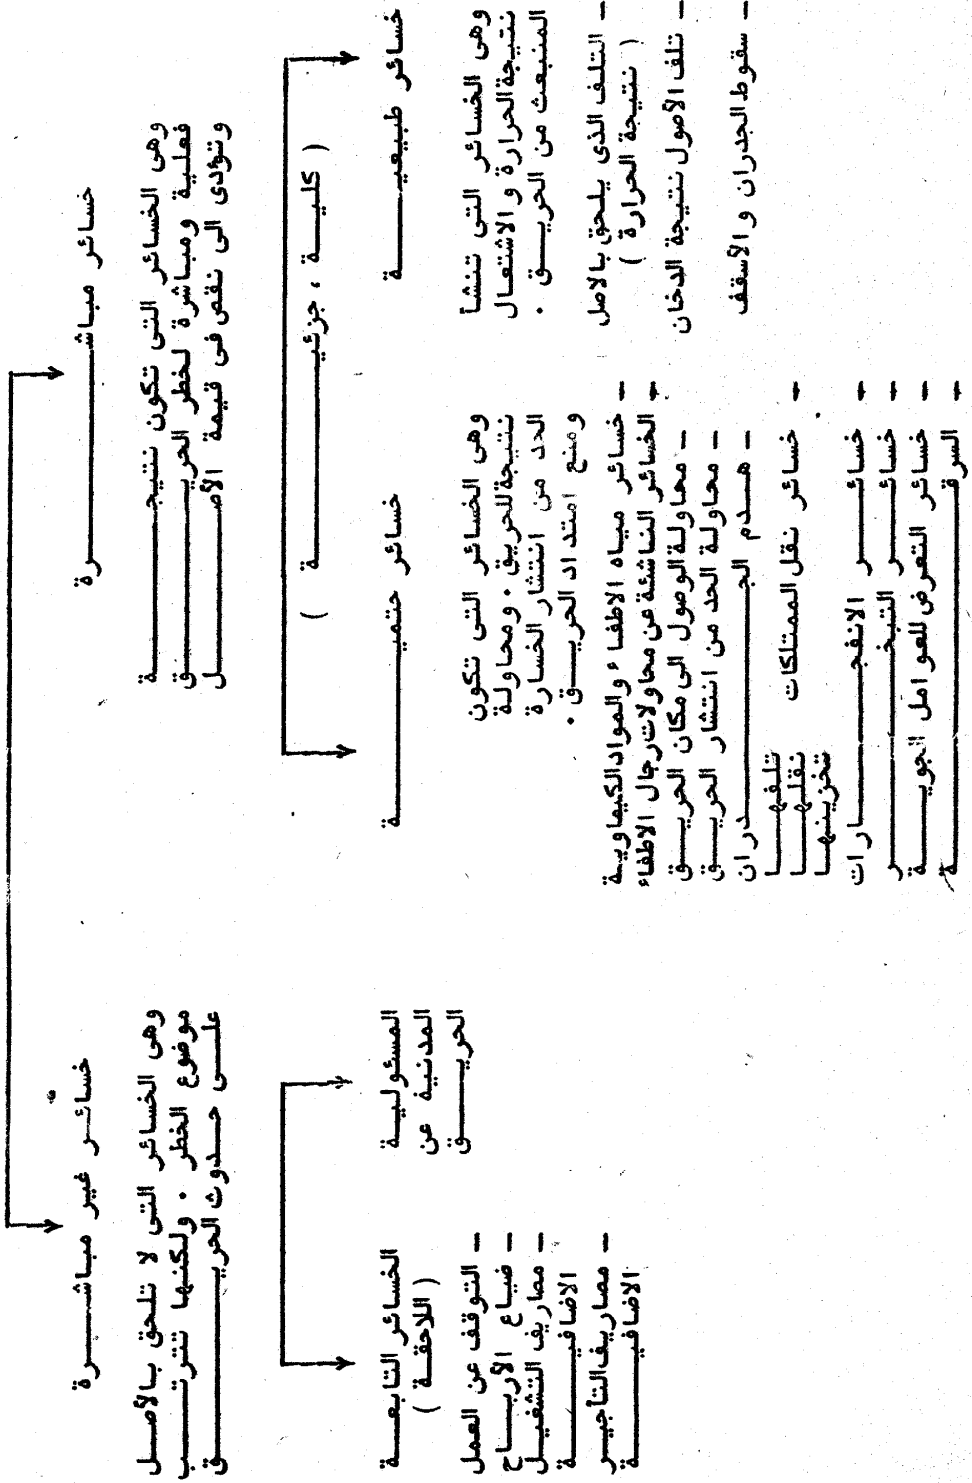 خسائر مباشرة
وهى الخسائر التى تكون نتيجة
فعلية ومباشرة لخطر الحريق
وتؤدى الى نقص فى قيمة الأصل
( كلية ، جزئية )
خسائر طبيعية
وهى الخسائر التى تنشأ
نتيجة الحرارة والاشتعال
المنبعث من الحريق .
- التلف الذى يلحق بالاصل
( نتيجة الحرارة )
- تلف الأصول نتيجة الدخان
- سقوط الجدران والأسقف
خسائر حتمية
وهى الخسائر التى تكون
نتيجة للحريق . ومحاولة
الحد من انتشار الخسارة
ومنع امتداد الحريق .
- خسائر مياه الاطفاء والمواد الكيماوية
- الخسائر الناشئة عن محاولات رجال الاطفاء
- محاولة الوصول الى مكان الحريق
- محاولة الحد من انتشار الحريق
- هدم الجدران
- خسائر نقل الممتلكات
تلفها
نقلها
تخزينها
- خسائر الانفجارات
- خسائر التبخر
- خسائر التعرض للعوامل الجوية
- السرقة
خسائر غير مباشرة
وهى الخسائر التى لا تلحق بالأصل
موضوع الخطر . ولكنها تترتب
على حدوث الحريق
المسئولية
المدنية عن
الحريق
الخسائر التابعة
( اللاحقة )
- التوقف عن العمل
- ضياع الأرباح
- مصاريف التشغيل
الاضافية
- مصاريف التأجير
الاضافية